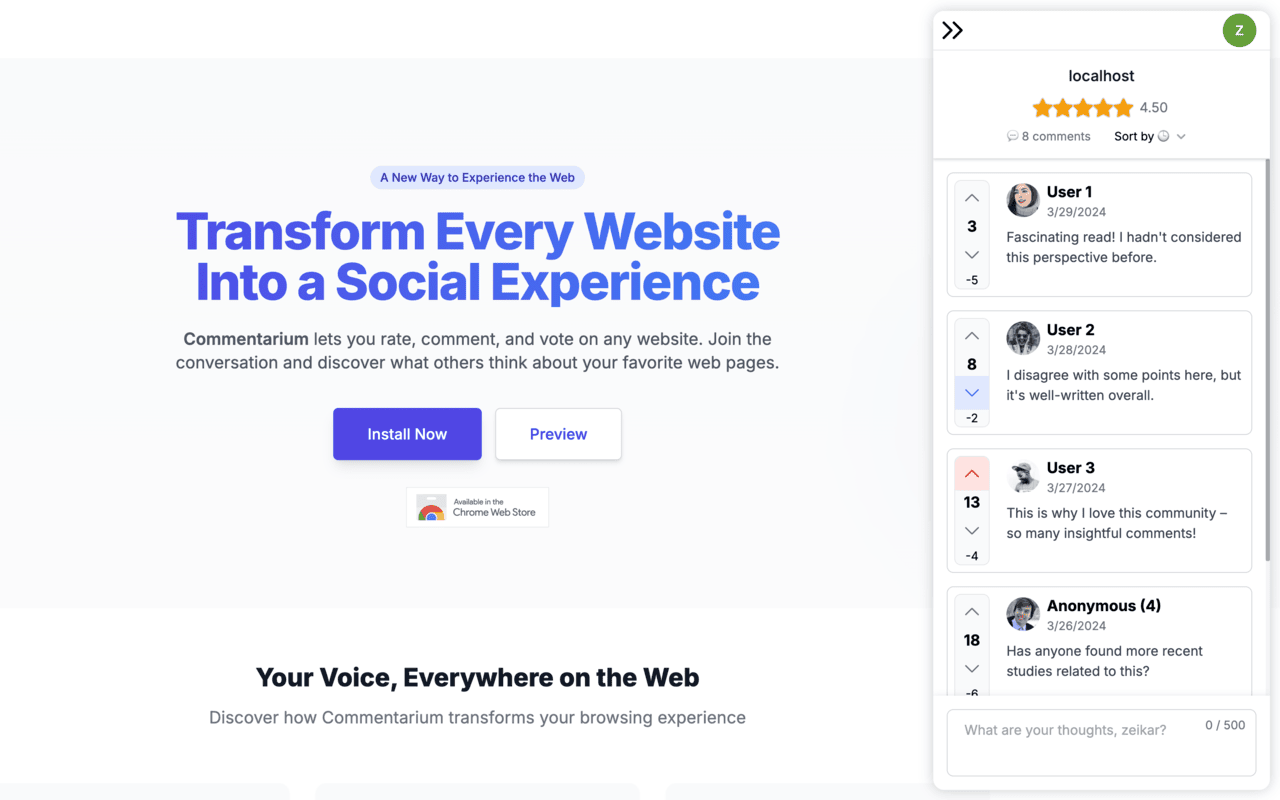 A New Way to Experience the Web
Transform Every Website
Into a Social Experience
Commentarium lets you rate, comment, and vote on any website. Join the
conversation and discover what others think about your favorite web pages.
Install Now
Preview
Available in the
Chrome Web Store
Your Voice, Everywhere on the Web
Discover how Commentarium transforms your browsing experience
Z
localhost
4.50
8 comments
Sort by
3
-5
User 1
3/29/2024
Fascinating read! I hadn't considered
this perspective before.
8
-2
User 2
3/28/2024
I disagree with some points here, but
it's well-written overall.
13
-4
User 3
3/27/2024
This is why I love this community –
so many insightful comments!
18
-6
Anonymous (4)
3/26/2024
Has anyone found more recent
studies related to this?
What are your thoughts, zeikar?
0 / 500